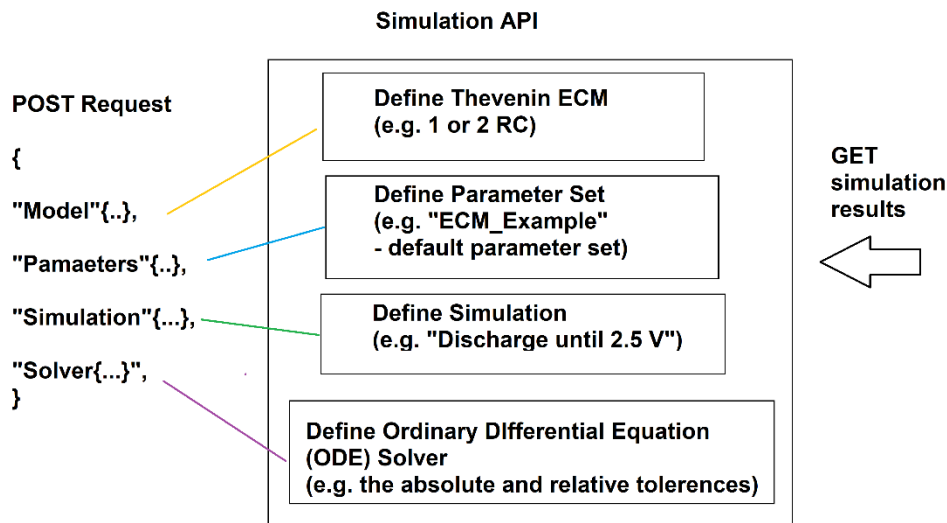 Simulation API
POST Request
{
"Model"{..},
"Pamaeters"{..},
"Simulation"{...},
"Solver{...}",
}
Define Thevenin ECM
(e.g. 1 or 2 RC)
Define Parameter Set
(e.g. "ECM_Example"
- default parameter set)
Define Simulation
(e.g. "Discharge until 2.5 V")
Define Ordinary DIfferential Equation
(ODE) Solver
(e.g. the absolute and relative tolerences)
GET
simulation
results